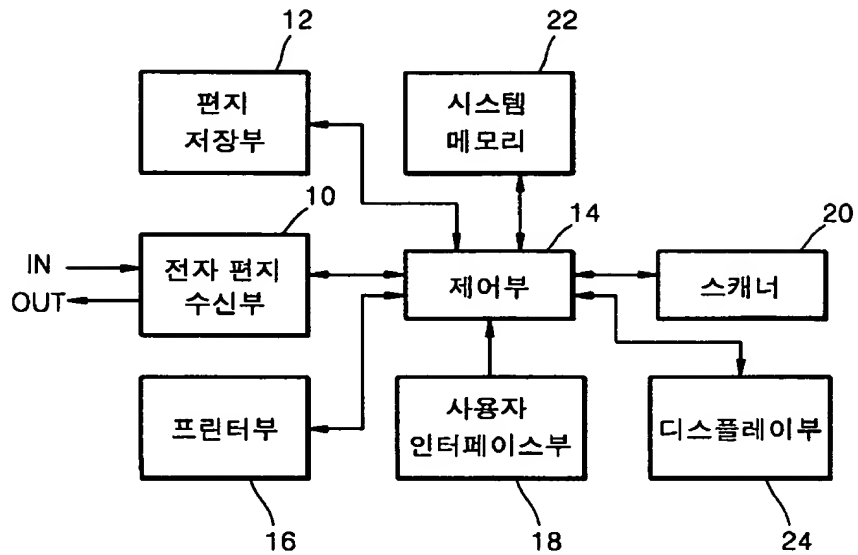 12
22
편지
저장부
시스템
메모리
10
14
20
IN
OUT
전자 편지
수신부
제어부
스캐너
프린터부
사용자
인터페이스부
디스플레이부
16
18
24